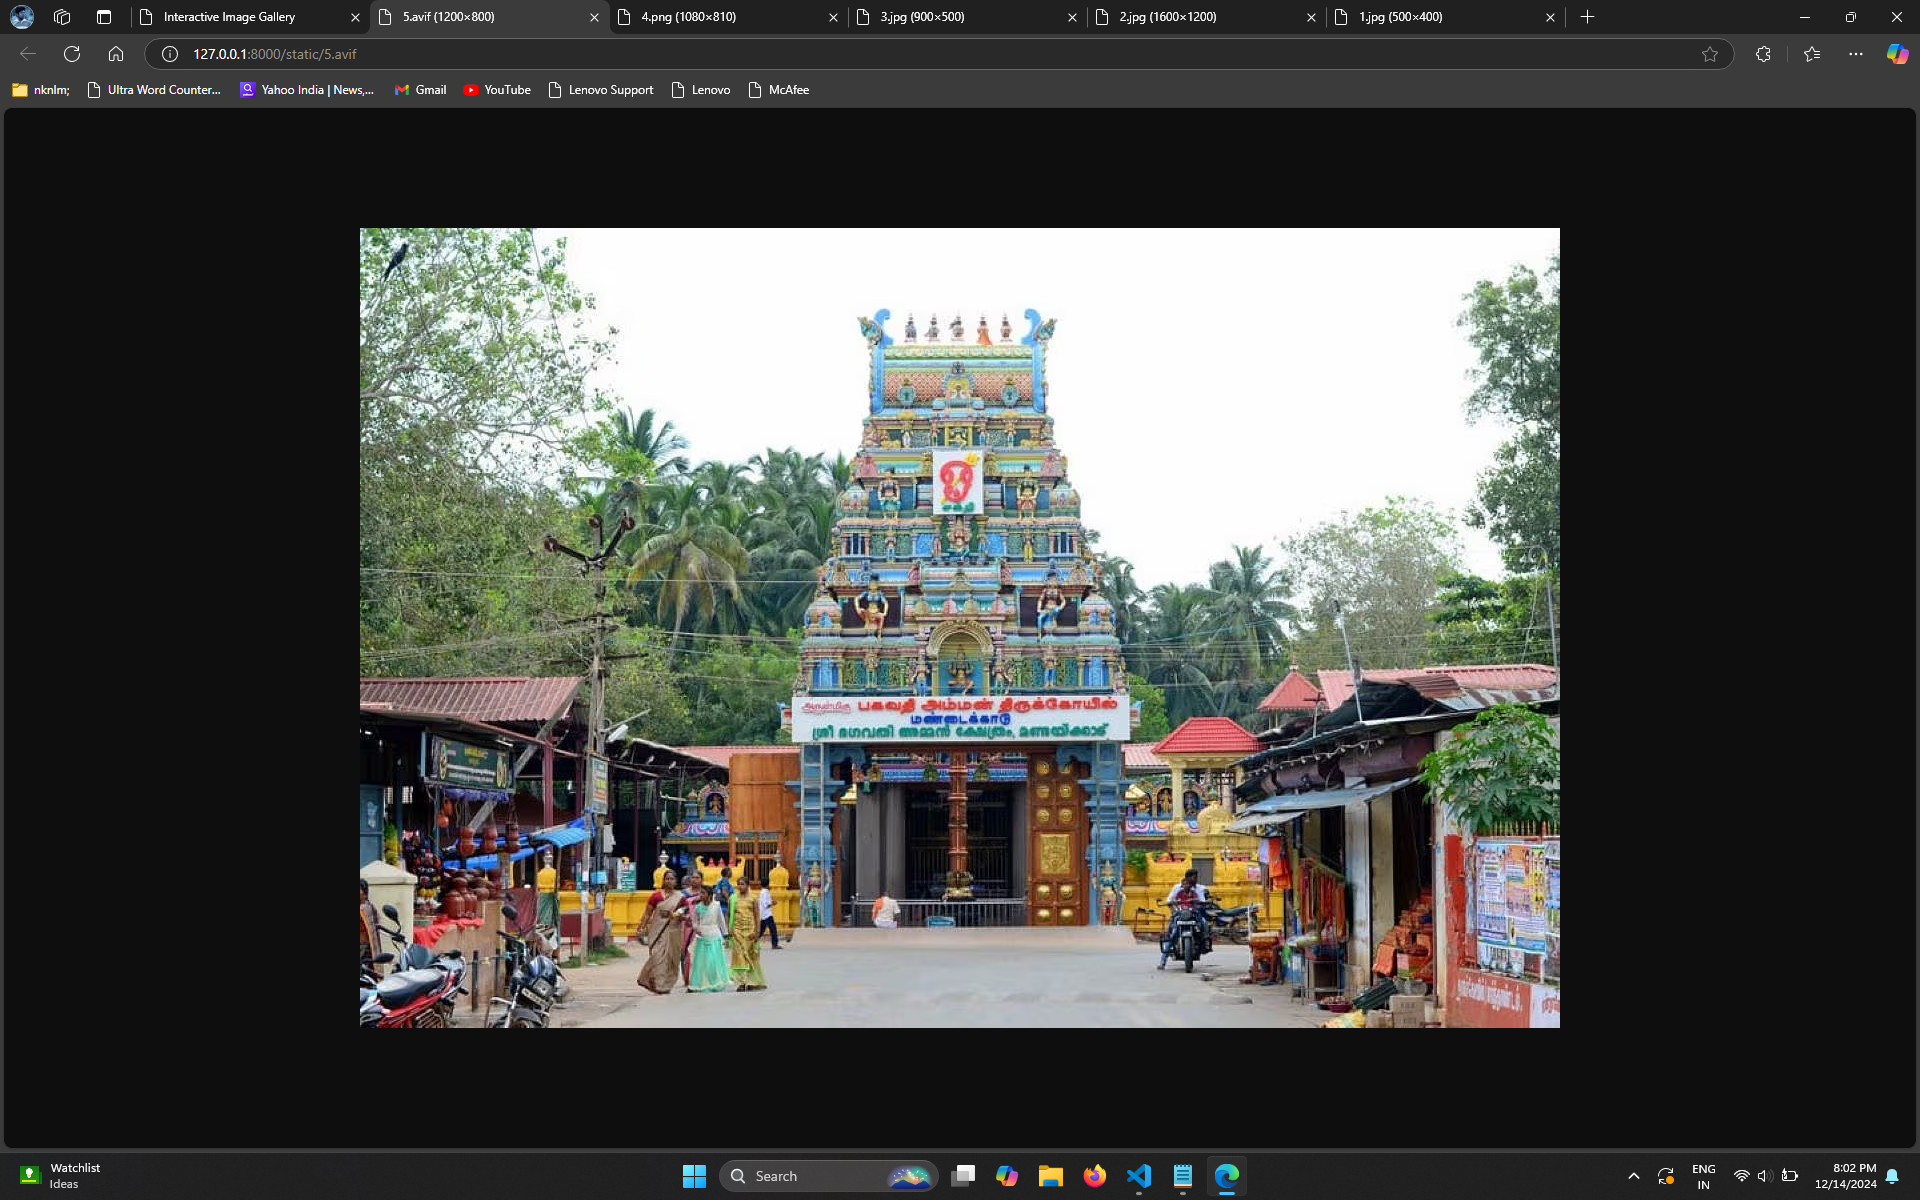 Interactive Image Gallery
5.avif (1200×800)
4.png (1080×810)
3.jpg (900×500)
2.jpg (1600×1200)
1.jpg (500×400)
127.0.0.1:8000/static/5.avif
nknlm;
Ultra Word Counter...
Yahoo India | News,...
Gmail
YouTube
Lenovo Support
Lenovo
McAfee
சக்தி
அருள்மிகு பகவதி அம்மன் திருக்கோயில்
மண்டைக்காடு
ശ്രീ ഭഗവതി അമ്മൻ ക്ഷേത്രം, മണ്ടയ്ക്കാട്
Watchlist
Ideas
Search
ENG
IN
8:02 PM
12/14/2024